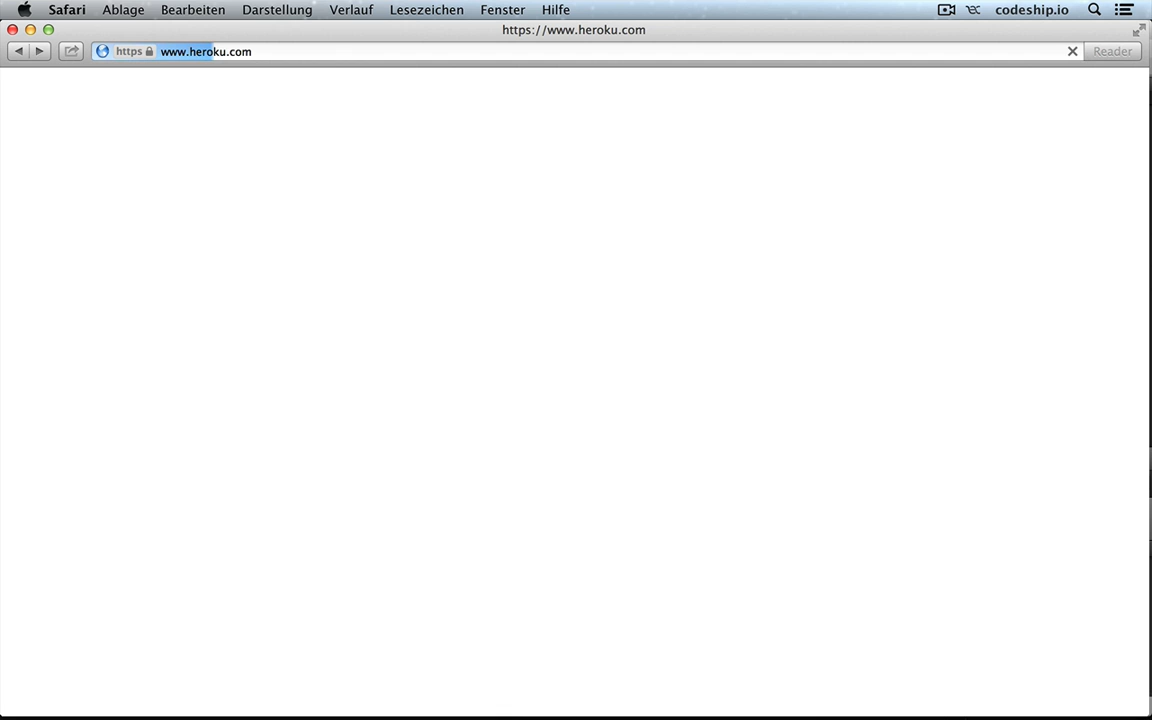 Safari Ablage Bearbeiten Darstellung Verlauf Lesezeichen Fenster Hilfe codeship.io
https://www.heroku.com
https www.heroku.com Reader